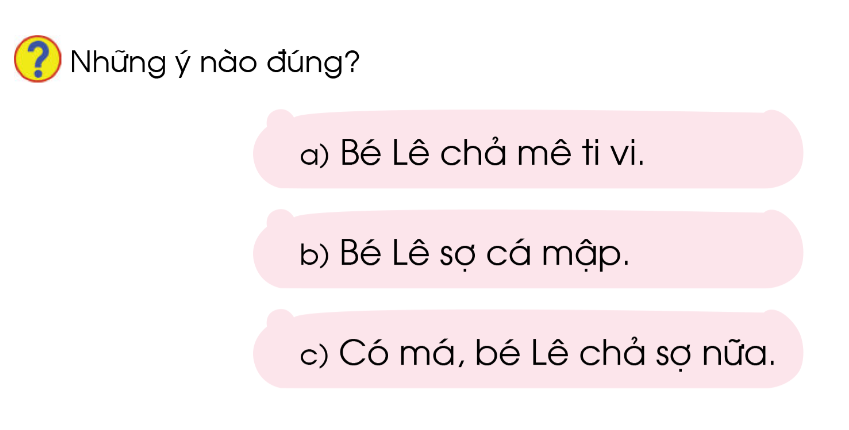 ? Những ý nào đúng?
a) Bé Lê chả mê ti vi.
b) Bé Lê sợ cá mập.
c) Có má, bé Lê chả sợ nữa.